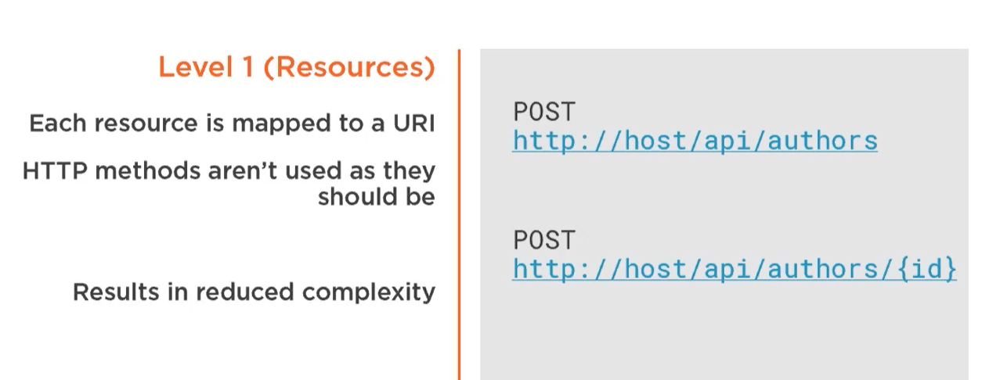 Level 1 (Resources)
Each resource is mapped to a URI
HTTP methods aren't used as they
should be
Results in reduced complexity
POST
http://host/api/authors
POST
http://host/api/authors/{id}